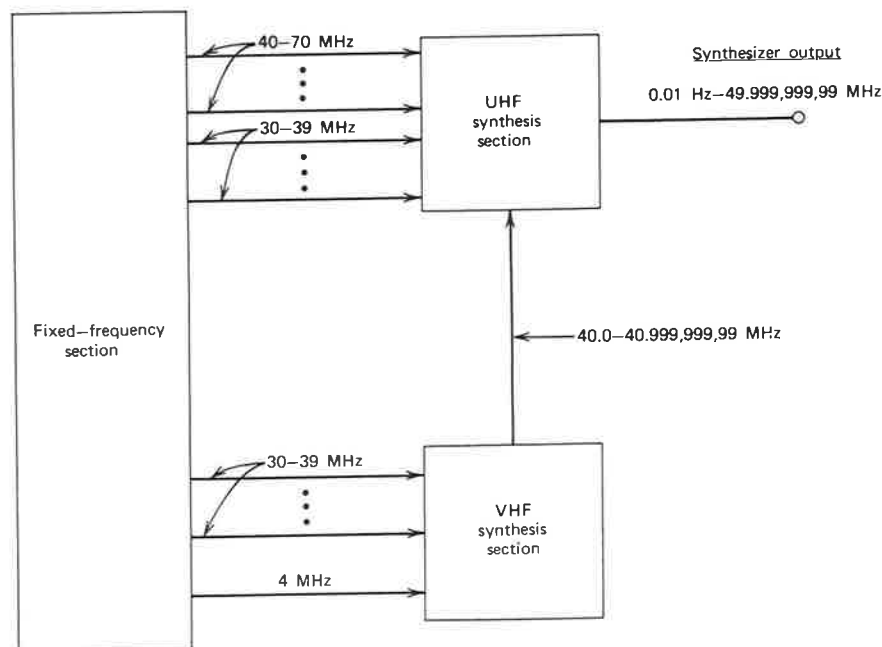 40–70 MHz
Synthesizer output
UHF
synthesis
section
0.01 Hz–49.999,999,99 MHz
30–39 MHz
Fixed–frequency
section
40.0–40.999,999,99 MHz
30–39 MHz
VHF
synthesis
section
4 MHz